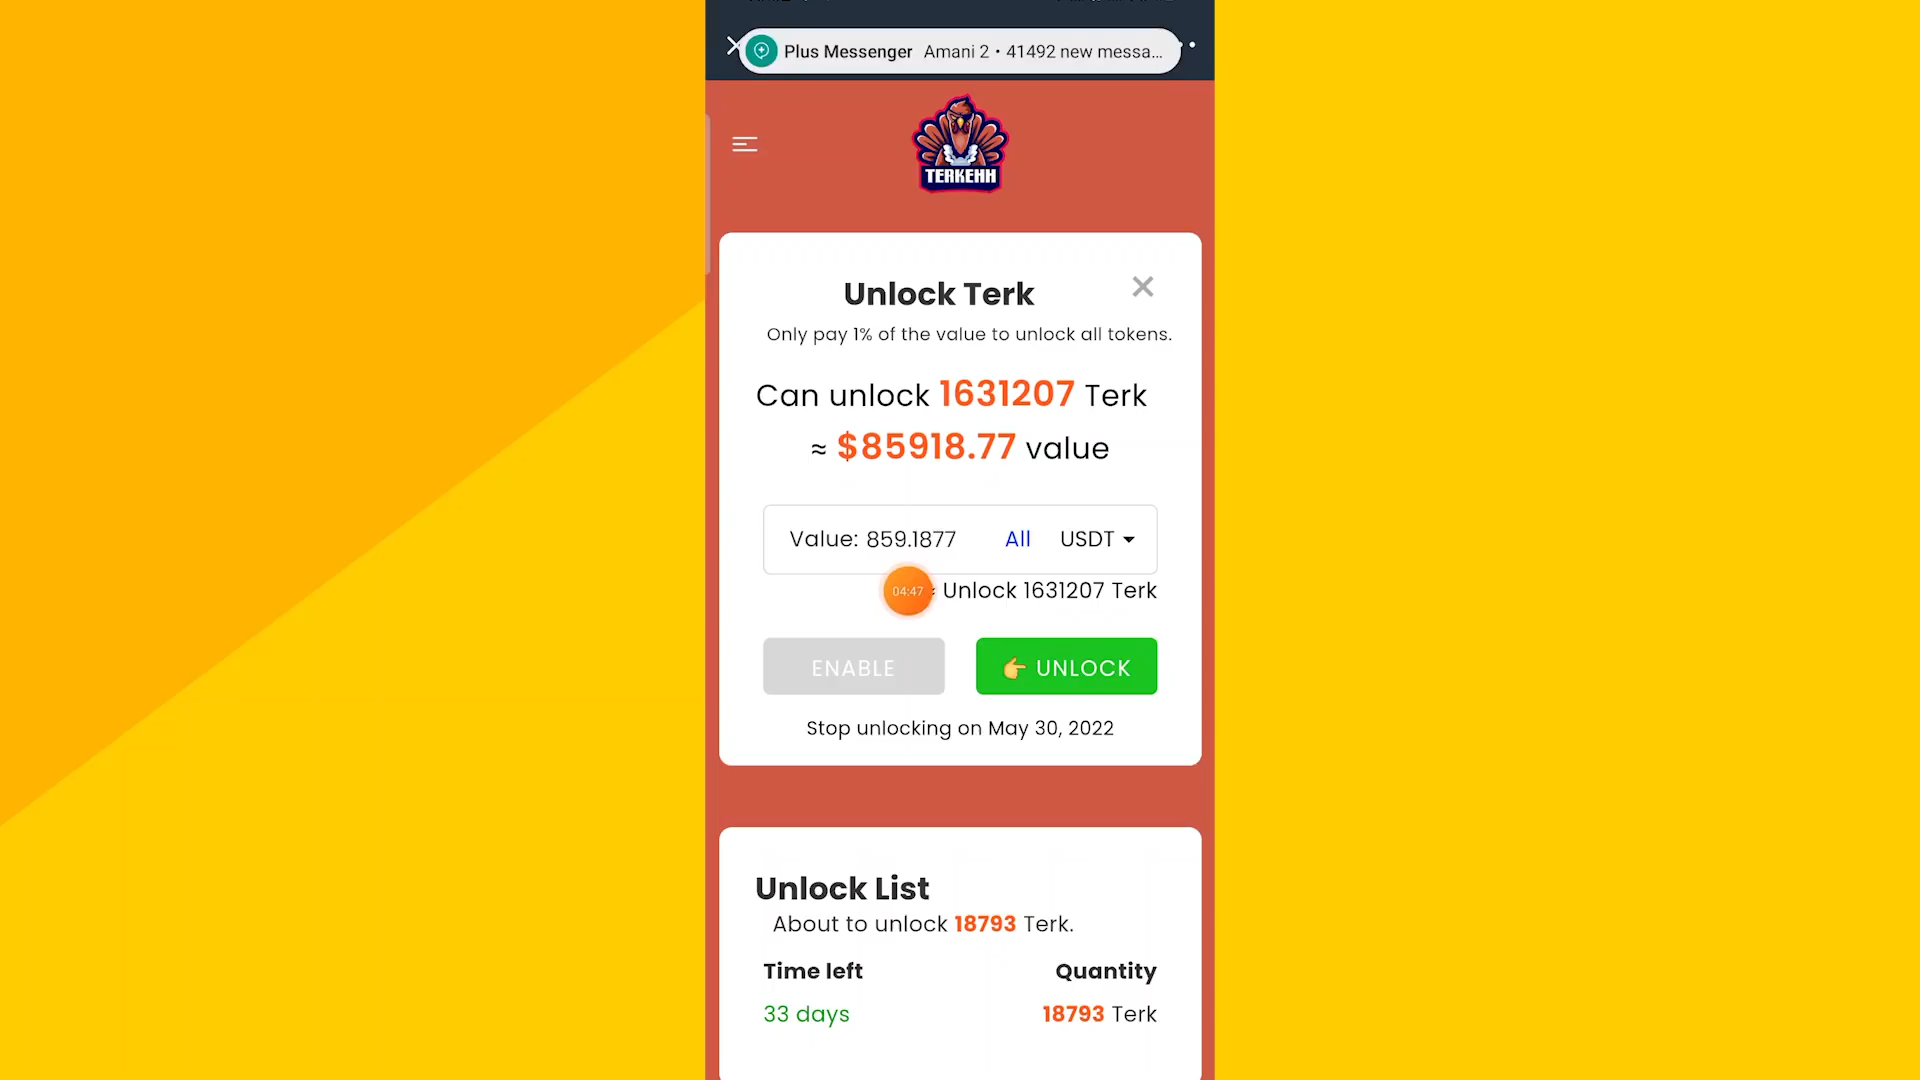 Plus Messenger Amani 2 • 41492 new messa...
TERKEHH
Unlock Terk
Only pay 1% of the value to unlock all tokens.
Can unlock 1631207 Terk
≈ $85918.77 value
Value: 859.1877 All USDT
04:47 Unlock 1631207 Terk
ENABLE 👉 UNLOCK
Stop unlocking on May 30, 2022
Unlock List
About to unlock 18793 Terk.
Time left Quantity
33 days 18793 Terk